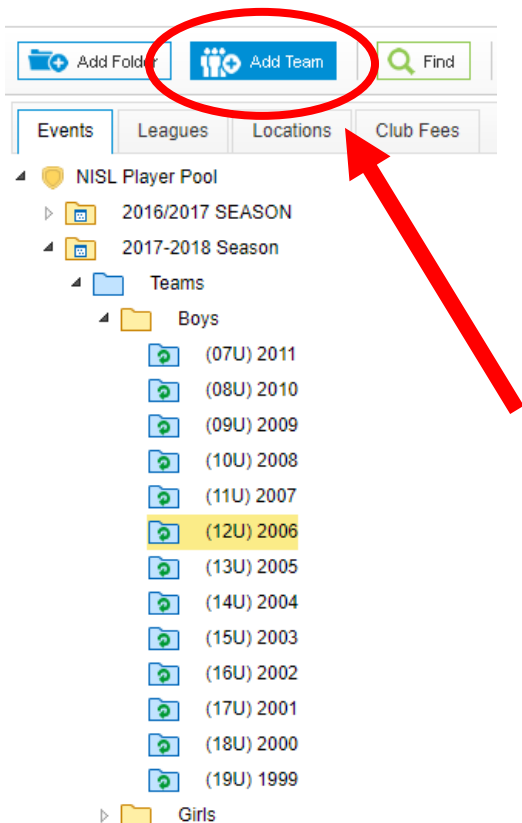 Add Folder Add Team Find
Events Leagues Locations Club Fees
NISL Player Pool
2016/2017 SEASON
2017-2018 Season
Teams
Boys
(07U) 2011
(08U) 2010
(09U) 2009
(10U) 2008
(11U) 2007
(12U) 2006
(13U) 2005
(14U) 2004
(15U) 2003
(16U) 2002
(17U) 2001
(18U) 2000
(19U) 1999
Girls